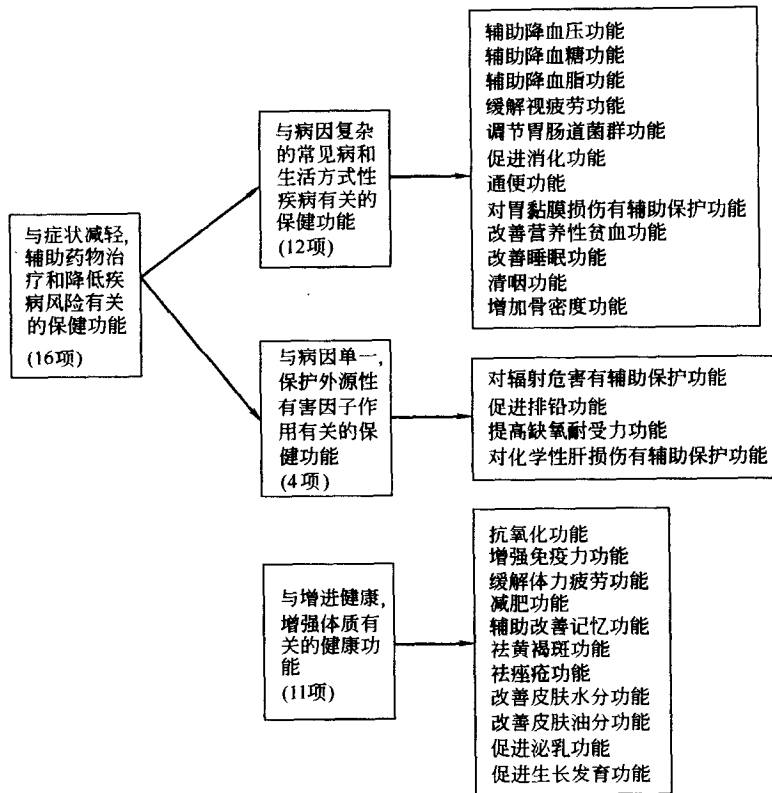 与症状减轻,
辅助药物治
疗和降低疾
病风险有关
的保健功能
(16项)
与病因复杂
的常见病和
生活方式性
疾病有关的
保健功能
(12项)
辅助降血压功能
辅助降血糖功能
辅助降血脂功能
缓解视疲劳功能
调节胃肠道菌群功能
促进消化功能
通便功能
对胃黏膜损伤有辅助保护功能
改善营养性贫血功能
改善睡眠功能
清咽功能
增加骨密度功能
与病因单一,
保护外源性
有害因子作
用有关的保
健功能
(4项)
对辐射危害有辅助保护功能
促进排铅功能
提高缺氧耐受力功能
对化学性肝损伤有辅助保护功能
与增进健康,
增强体质有
关的健康功
能
(11项)
抗氧化功能
增强免疫力功能
缓解体力疲劳功能
减肥功能
辅助改善记忆功能
祛黄褐斑功能
祛痤疮功能
改善皮肤水分功能
改善皮肤油分功能
促进泌乳功能
促进生长发育功能